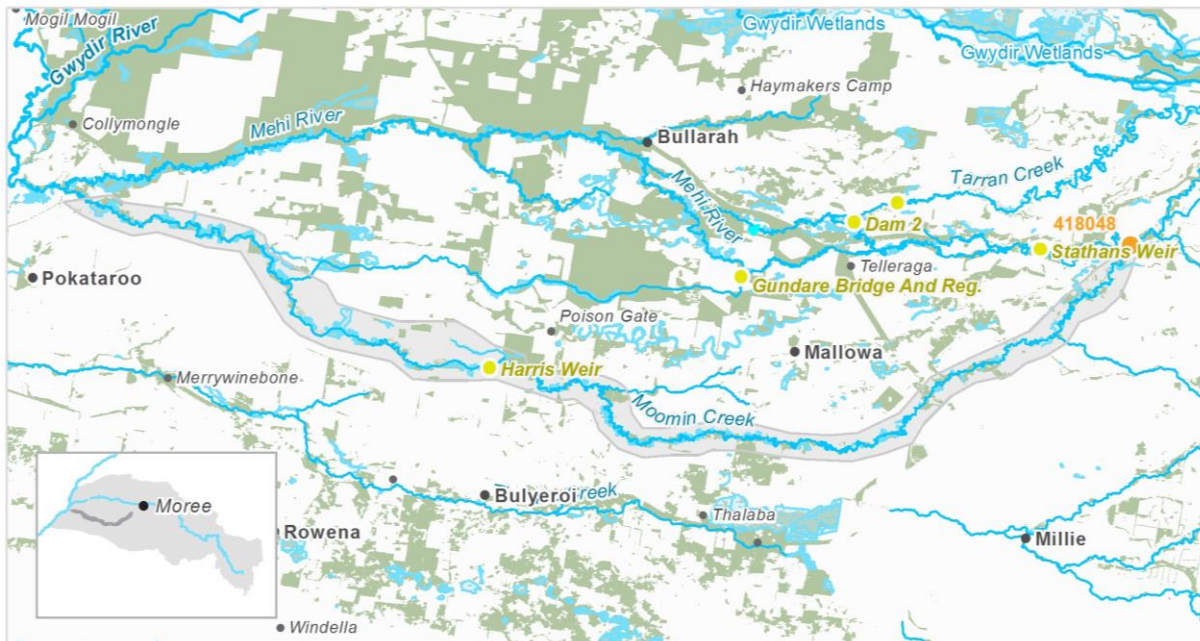 Mogil Mogil
Gwydir River
Gwydir Wetlands
Gwydir Wetlands
Haymakers Camp
Collymongle
Mehi River
Bullarah
Tarran Creek
Mehi River
Dam 2
418048
Stathans Weir
Telleraga
Pokataroo
Gundare Bridge And Reg.
Poison Gate
Mallowa
Merrywinebone
Harris Weir
Moomin Creek
Bulyeroi
reek
Moree
Thalaba
Rowena
Millie
Windella